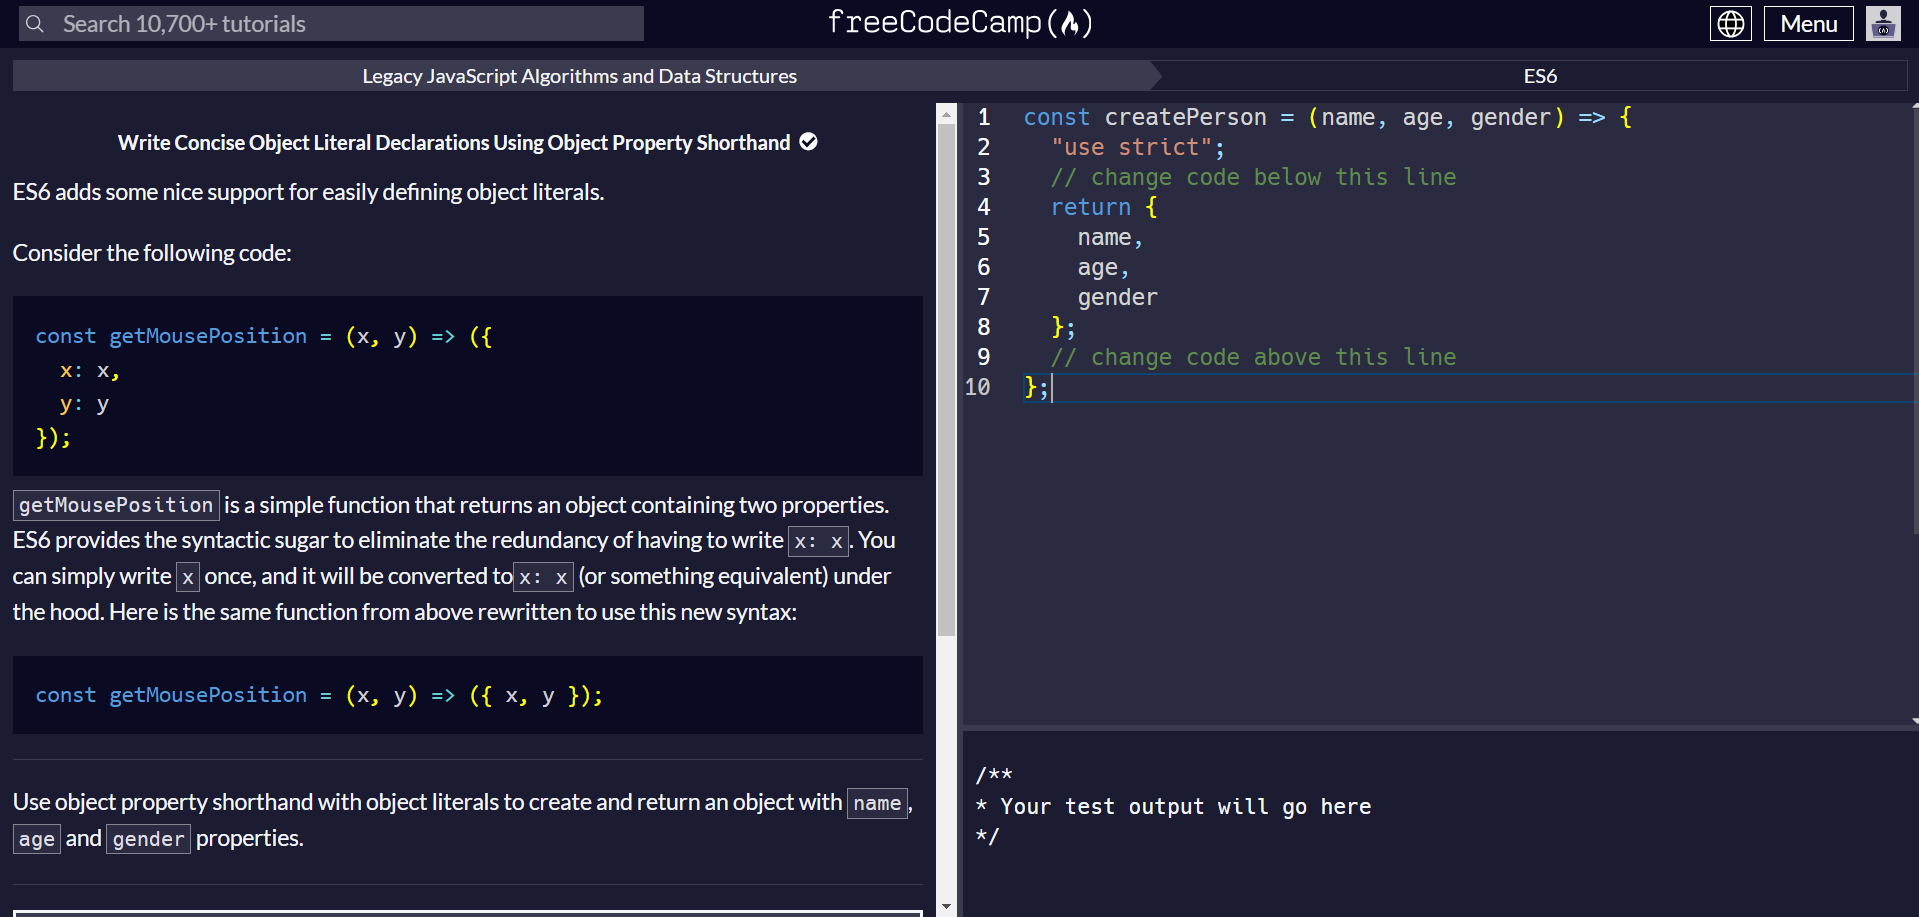 Search 10,700+ tutorials
freeCodeCamp(🔥)
Menu
Legacy JavaScript Algorithms and Data Structures
ES6
Write Concise Object Literal Declarations Using Object Property Shorthand
ES6 adds some nice support for easily defining object literals.
Consider the following code:
const getMousePosition = (x, y) => ({
  x: x,
  y: y
});
getMousePosition is a simple function that returns an object containing two properties.
ES6 provides the syntactic sugar to eliminate the redundancy of having to write x: x. You
can simply write x once, and it will be converted to x: x (or something equivalent) under
the hood. Here is the same function from above rewritten to use this new syntax:
const getMousePosition = (x, y) => ({ x, y });
Use object property shorthand with object literals to create and return an object with name,
age and gender properties.
1 const createPerson = (name, age, gender) => {
2   "use strict";
3   // change code below this line
4   return {
5     name,
6     age,
7     gender
8   };
9   // change code above this line
10 };
/**
* Your test output will go here
*/